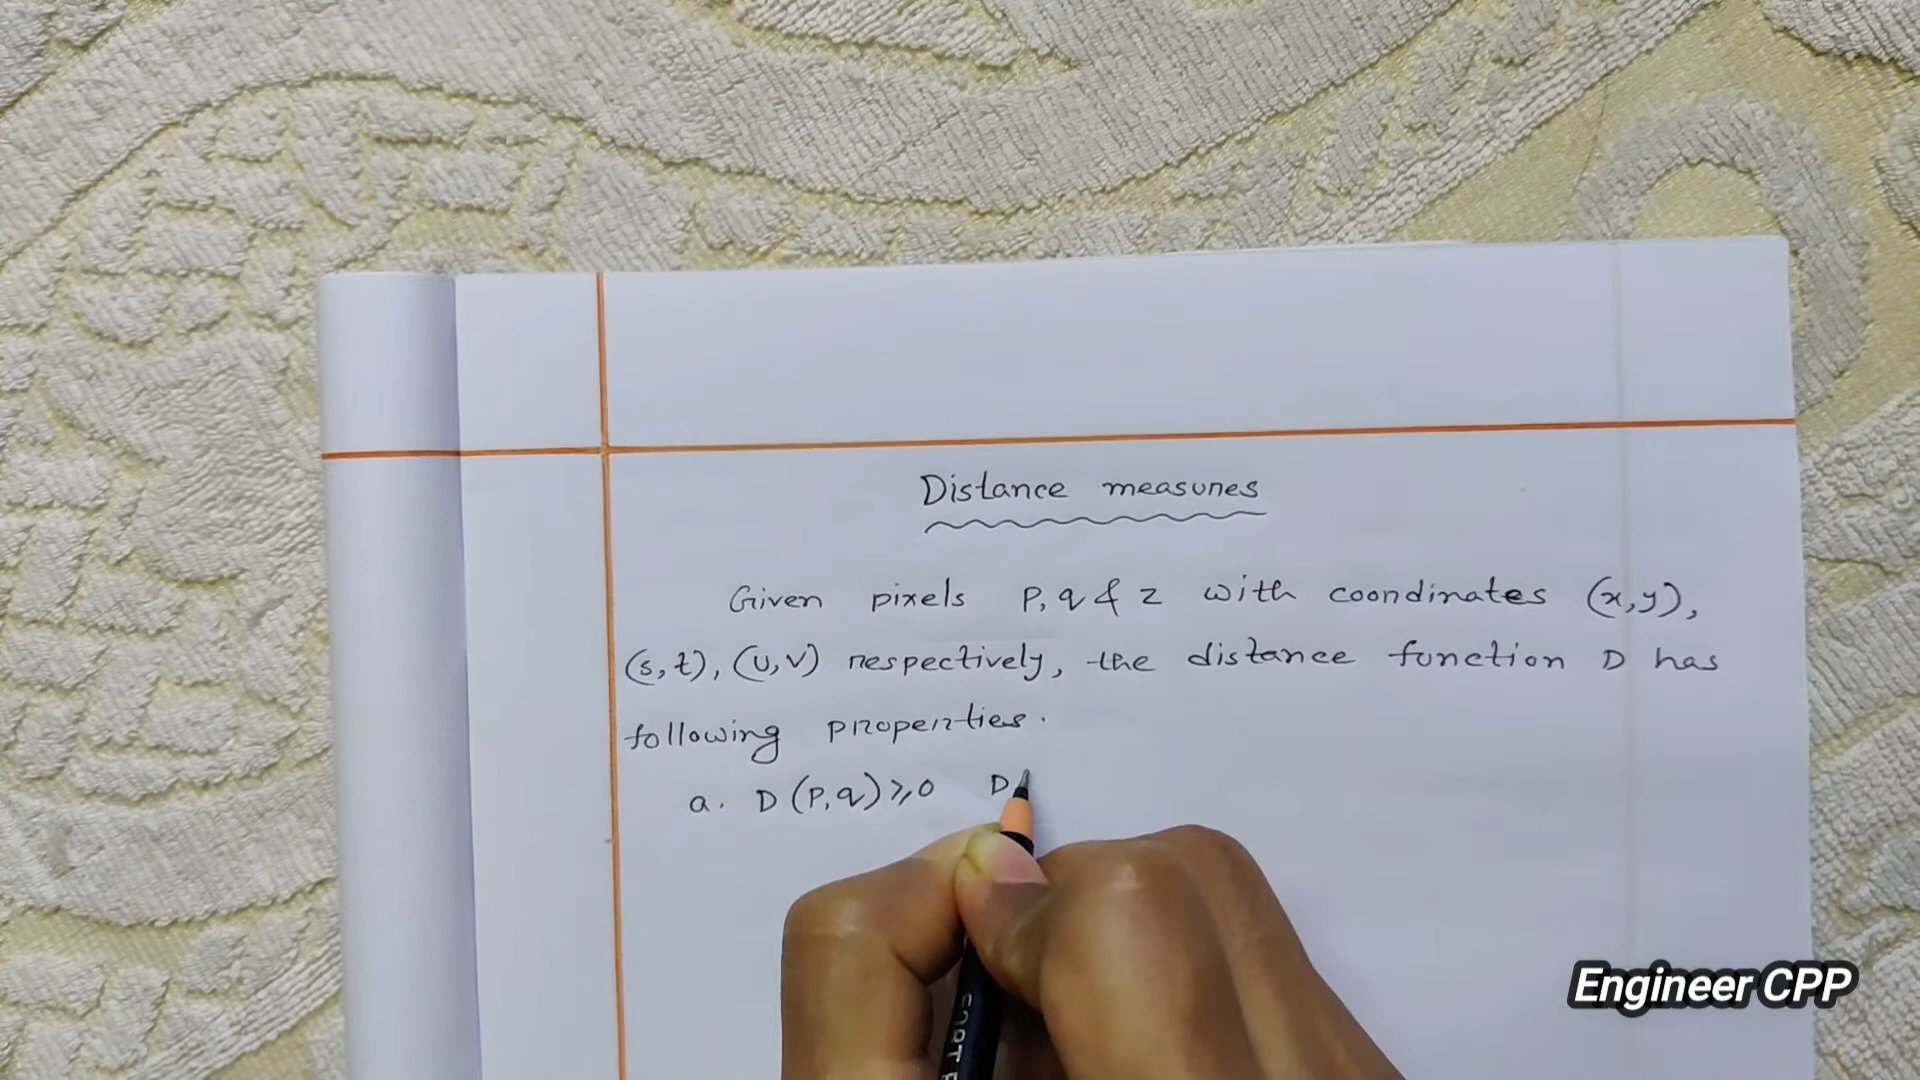 Distance measures
Given pixels P, q & z with coordinates (x,y),
(s,t), (u,v) respectively, the distance function D has
following properties.
a. D (P,q) ⩾ 0 D
Engineer CPP